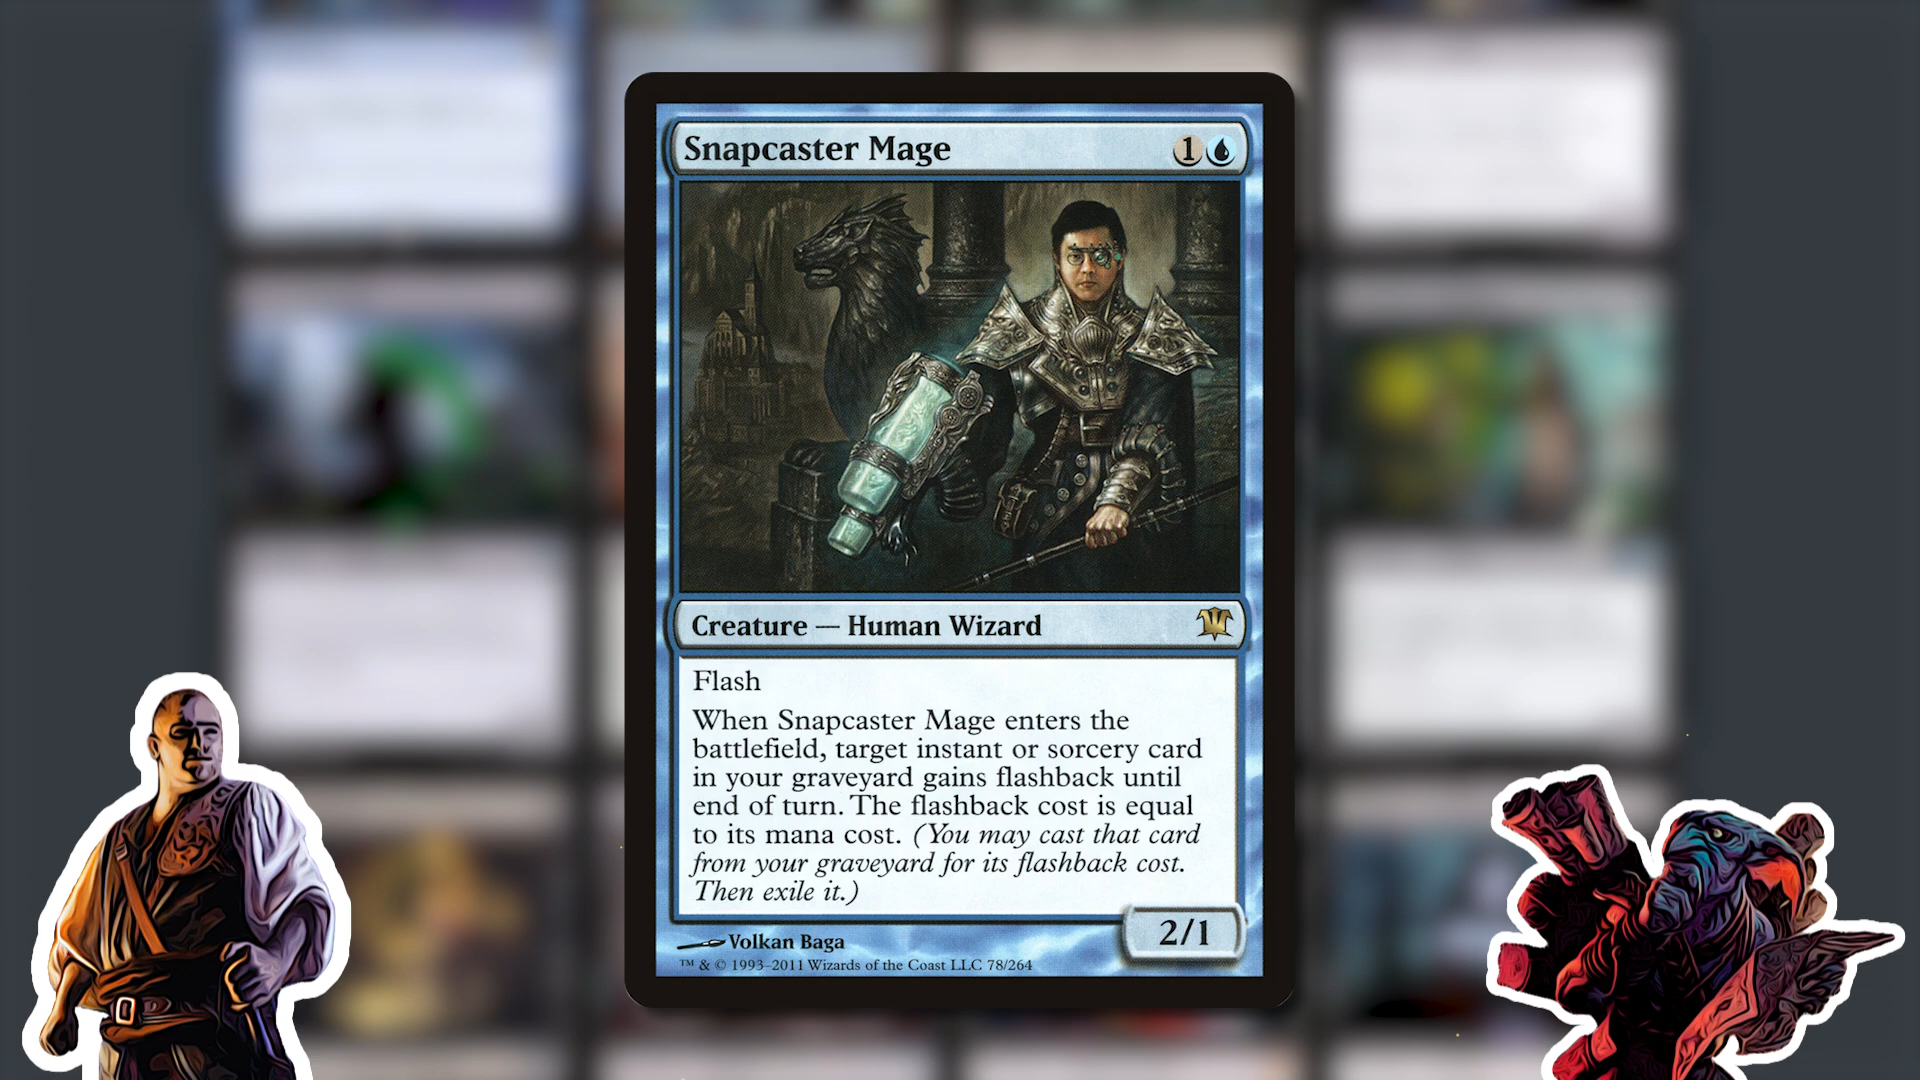 Snapcaster Mage 1
Creature — Human Wizard
Flash
When Snapcaster Mage enters the
battlefield, target instant or sorcery card
in your graveyard gains flashback until
end of turn. The flashback cost is equal
to its mana cost. (You may cast that card
from your graveyard for its flashback cost.
Then exile it.)
2/1
Volkan Baga
™ & © 1993–2011 Wizards of the Coast LLC 78/264